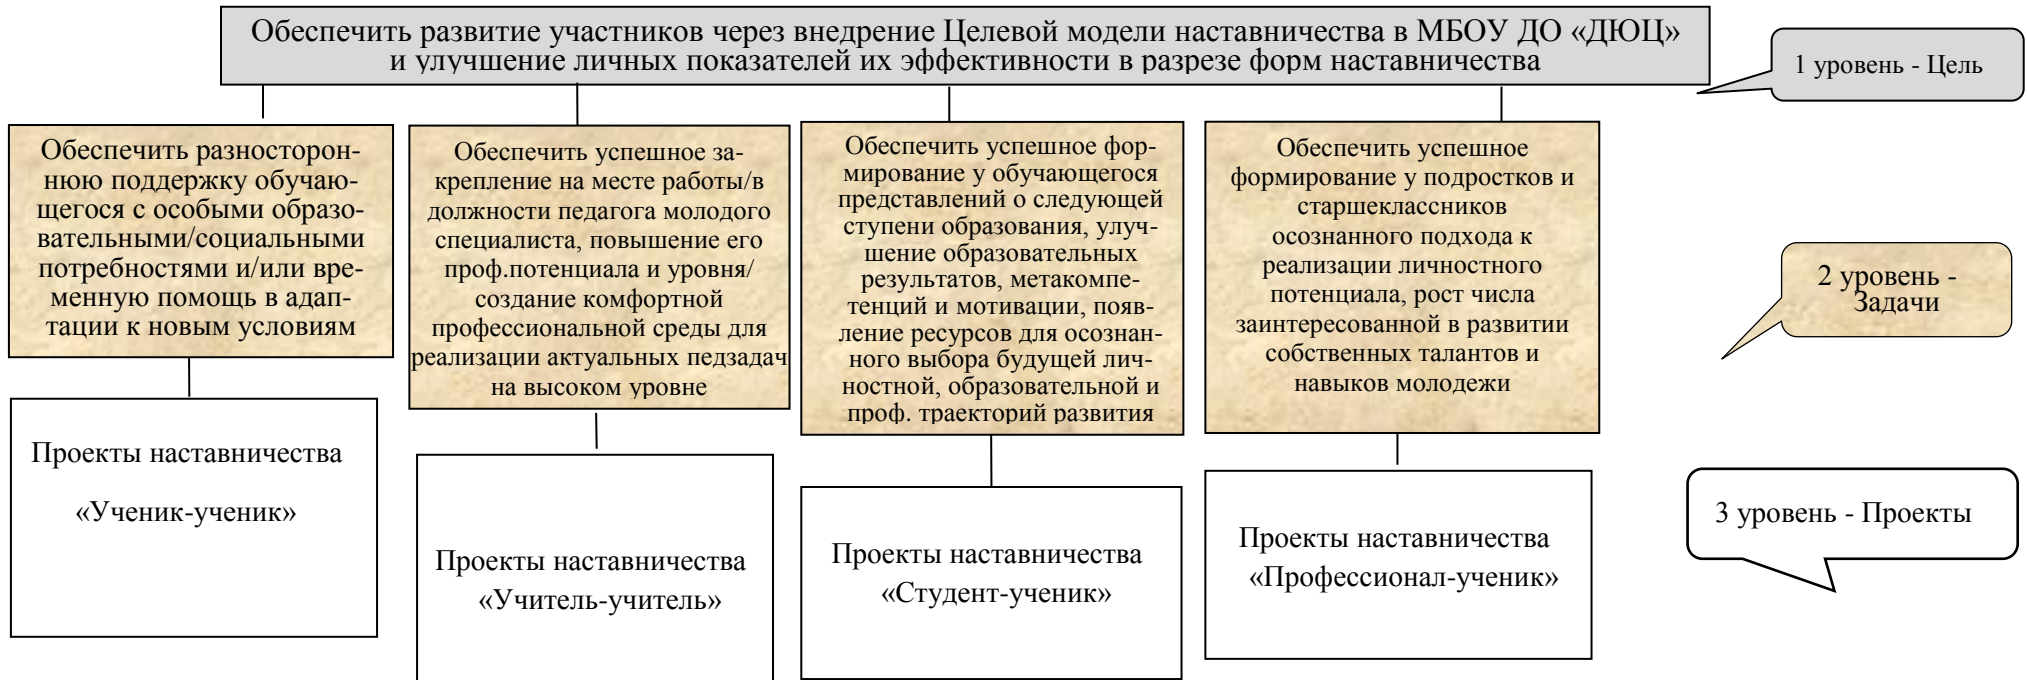 Обеспечить развитие участников через внедрение Целевой модели наставничества в МБОУ ДО «ДЮЦ»
и улучшение личных показателей их эффективности в разрезе форм наставничества
1 уровень - Цель
Обеспечить разносторон-
нюю поддержку обучаю-
щегося с особыми образо-
вательными/социальными
потребностями и/или вре-
менную помощь в адап-
тации к новым условиям
Обеспечить успешное за-
крепление на месте работы/в
должности педагога молодого
специалиста, повышение его
проф.потенциала и уровня/
создание комфортной
профессиональной среды для
реализации актуальных педзадач
на высоком уровне
Обеспечить успешное фор-
мирование у обучающегося
представлений о следующей
ступени образования, улуч-
шение образовательных
результатов, метакомпе-
тенций и мотивации, появ-
ление ресурсов для осознан-
ного выбора будущей лич-
ностной, образовательной и
проф. траекторий развития
Обеспечить успешное
формирование у подростков и
старшеклассников
осознанного подхода к
реализации личностного
потенциала, рост числа
заинтересованной в развитии
собственных талантов и
навыков молодежи
2 уровень -
Задачи
Проекты наставничества
«Ученик-ученик»
Проекты наставничества
«Учитель-учитель»
Проекты наставничества
«Студент-ученик»
Проекты наставничества
«Профессионал-ученик»
3 уровень - Проекты